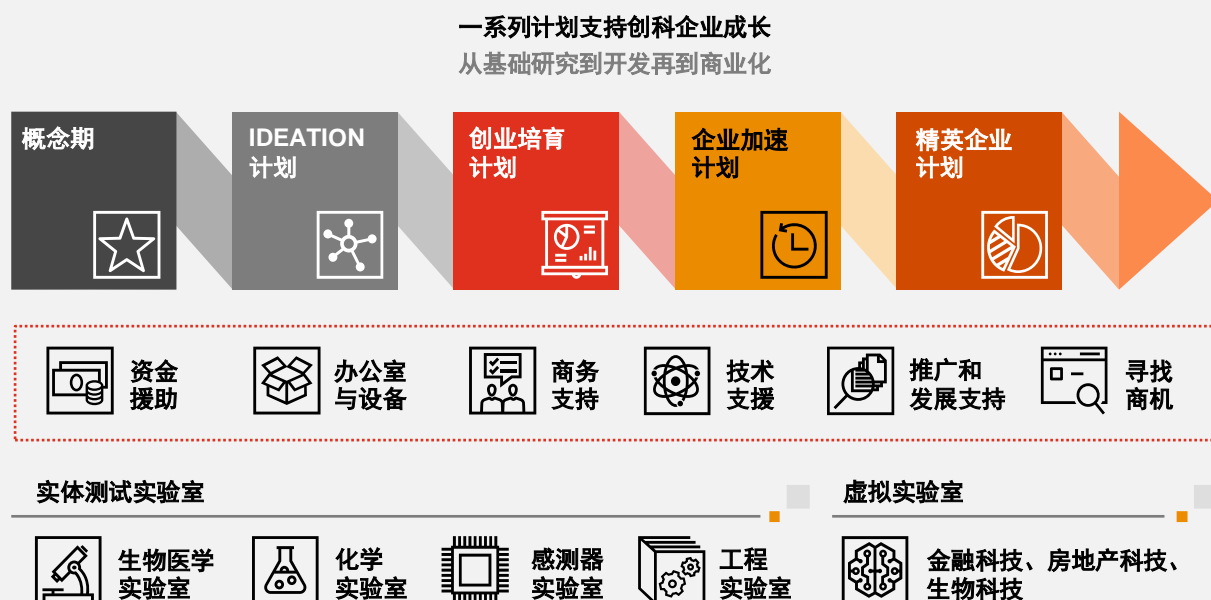 一系列计划支持创科企业成长
从基础研究到开发再到商业化
概念期
IDEATION
计划
创业培育
计划
企业加速
计划
精英企业
计划
资金
援助
办公室
与设备
商务
支持
技术
支援
推广和
发展支持
寻找
商机
实体测试实验室
虚拟实验室
生物医学
实验室
化学
实验室
感测器
实验室
工程
实验室
金融科技、房地产科技、
生物科技